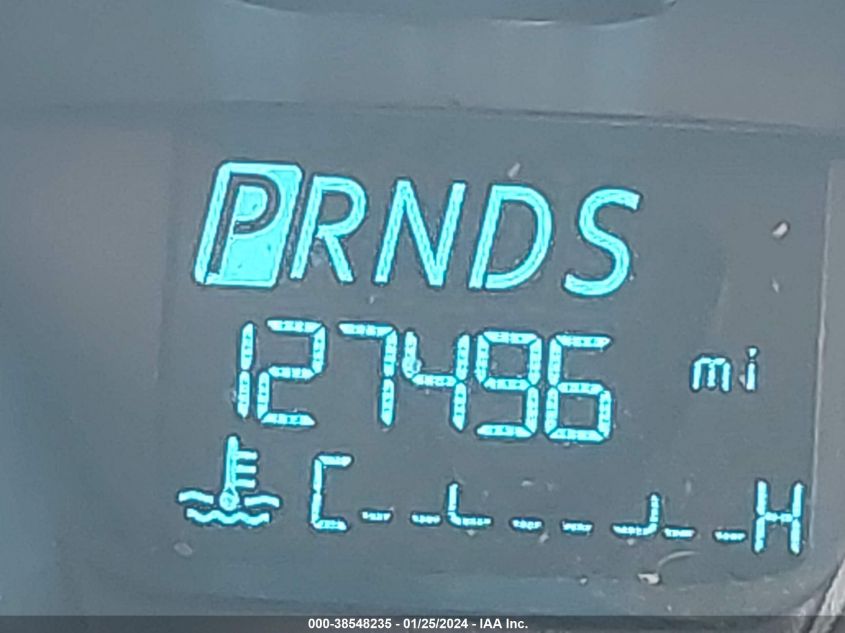 PRNDS
127496 mi
C H
000-38548235 - 01/25/2024 - IAA Inc.